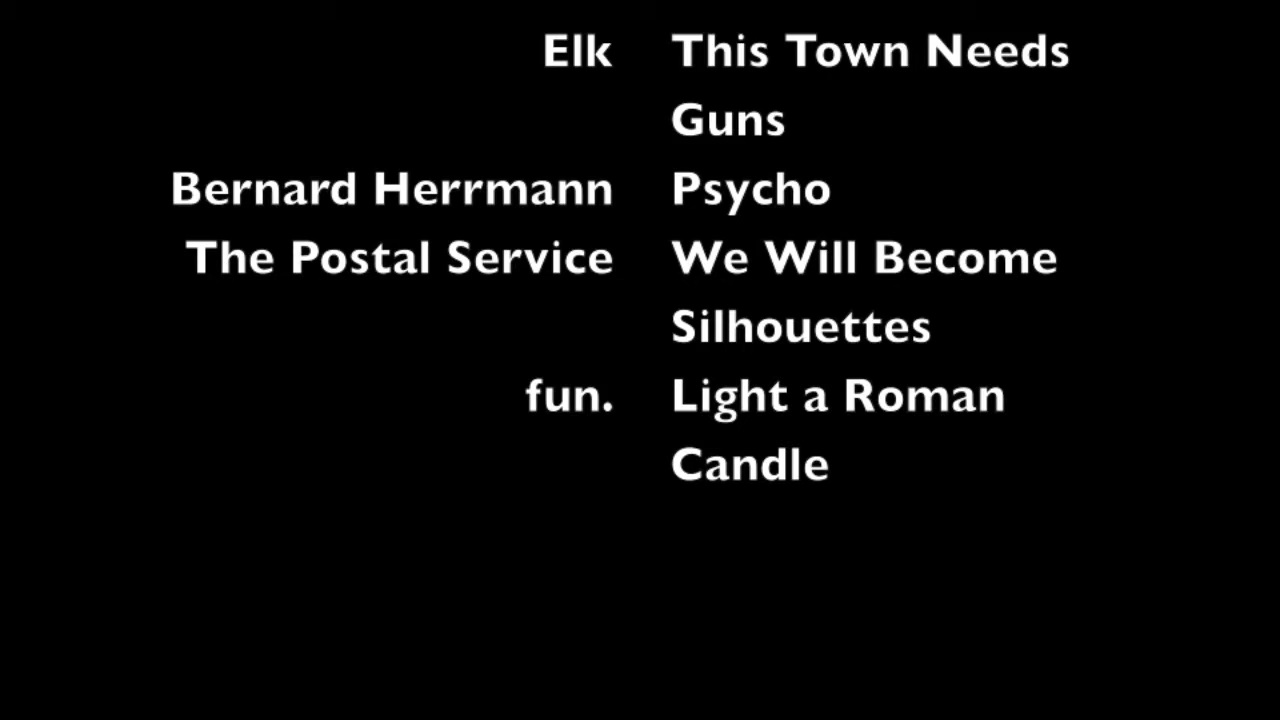 Elk This Town Needs
Guns
Bernard Herrmann Psycho
The Postal Service We Will Become
Silhouettes
fun. Light a Roman
Candle